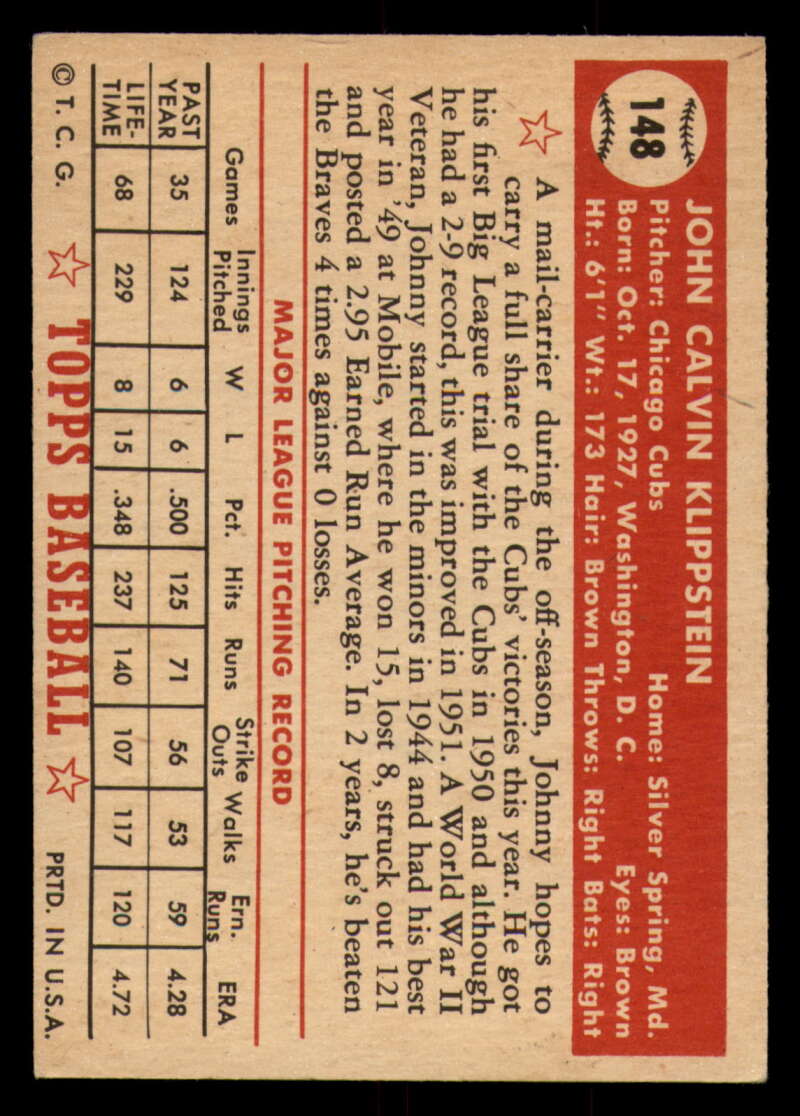 148
JOHN CALVIN KLIPPSTEIN
Pitcher: Chicago Cubs Home: Silver Spring, Md.
Born: Oct. 17, 1927, Washington, D. C. Eyes: Brown
Ht.: 6'1" Wt.: 173 Hair: Brown Throws: Right Bats: Right
A mail-carrier during the off-season, Johnny hopes to
carry a full share of the Cubs' victories this year. He got
his first Big League trial with the Cubs in 1950 and although
he had a 2-9 record, this was improved in 1951. A World War II
Veteran, Johnny started in the minors in 1944 and had his best
year in '49 at Mobile, where he won 15, lost 8, struck out 121
and posted a 2.95 Earned Run Average. In 2 years, he's beaten
the Braves 4 times against 0 losses.
MAJOR LEAGUE PITCHING RECORD
Games Innings Pitched W L Pct. Hits Runs Strike Outs Walks Ern. Runs ERA
PAST YEAR 35 124 6 6 .500 125 71 56 53 59 4.28
LIFE-TIME 68 229 8 15 .348 237 140 107 117 120 4.72
© T. C. G. TOPPS BASEBALL PRTD. IN U.S.A.